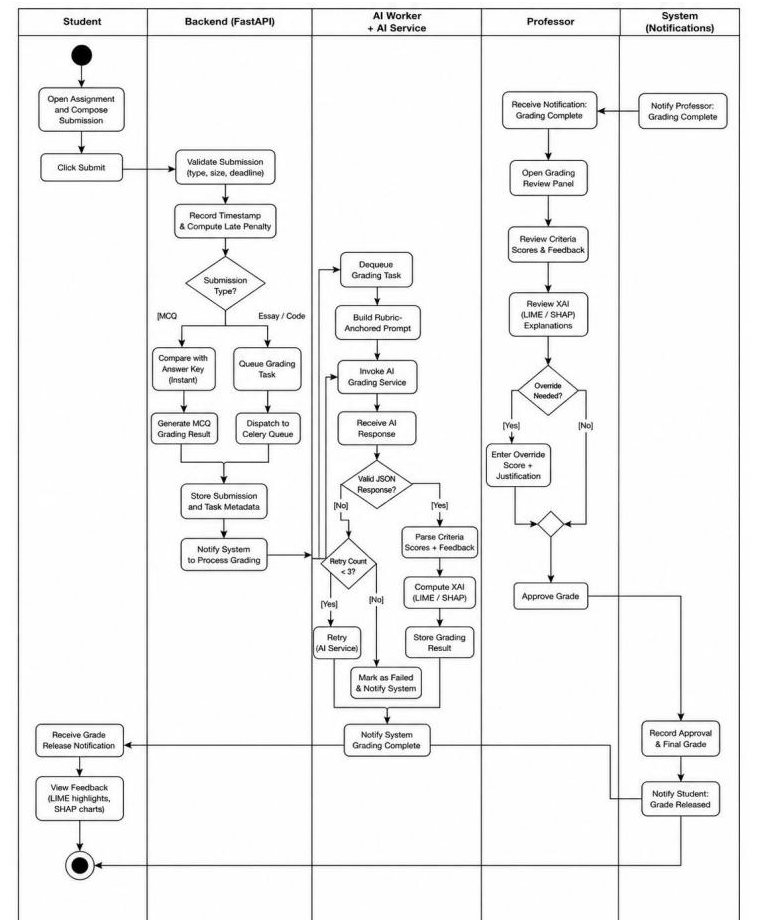 Student
Backend (FastAPI)
AI Worker
+ AI Service
Professor
System
(Notifications)
Open Assignment
and Compose
Submission
Click Submit
Validate Submission
(type, size, deadline)
Record Timestamp
& Compute Late Penalty
Submission
Type?
[MCQ
Essay / Code
Compare with
Answer Key
(Instant)
Queue Grading
Task
Generate MCQ
Grading Result
Dispatch to
Celery Queue
Store Submission
and Task Metadata
Notify System
to Process Grading
Dequeue
Grading Task
Build Rubric-
Anchored Prompt
Invoke AI
Grading Service
Receive AI
Response
Valid JSON
Response?
[No]
[Yes]
Retry Count
< 3?
Parse Criteria
Scores + Feedback
Compute XAI
(LIME / SHAP)
[Yes]
[No]
Retry
(AI Service)
Store Grading
Result
Mark as Failed
& Notify System
Notify System
Grading Complete
Receive Notification:
Grading Complete
Notify Professor:
Grading Complete
Open Grading
Review Panel
Review Criteria
Scores & Feedback
Review XAI
(LIME / SHAP)
Explanations
Override
Needed?
[Yes]
[No]
Enter Override
Score +
Justification
Approve Grade
Record Approval
& Final Grade
Notify Student:
Grade Released
Receive Grade
Release Notification
View Feedback
(LIME highlights,
SHAP charts)